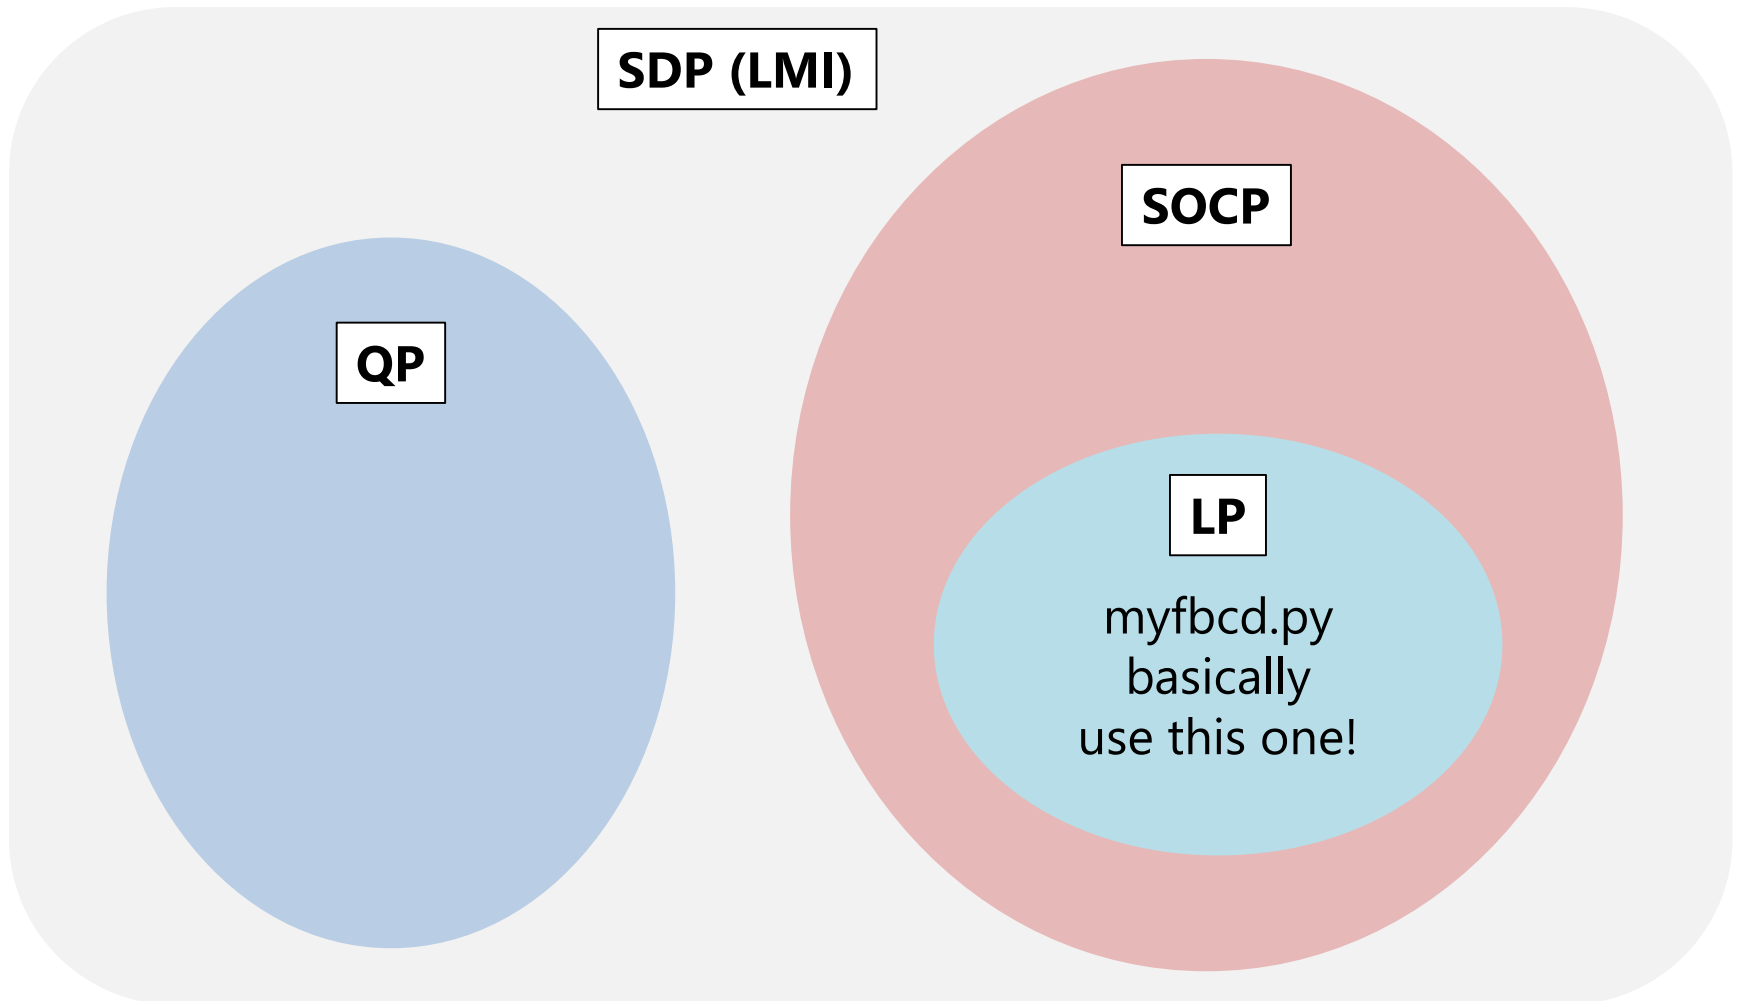 SDP (LMI)
SOCP
QP
LP
myfbcd.py
basically
use this one!